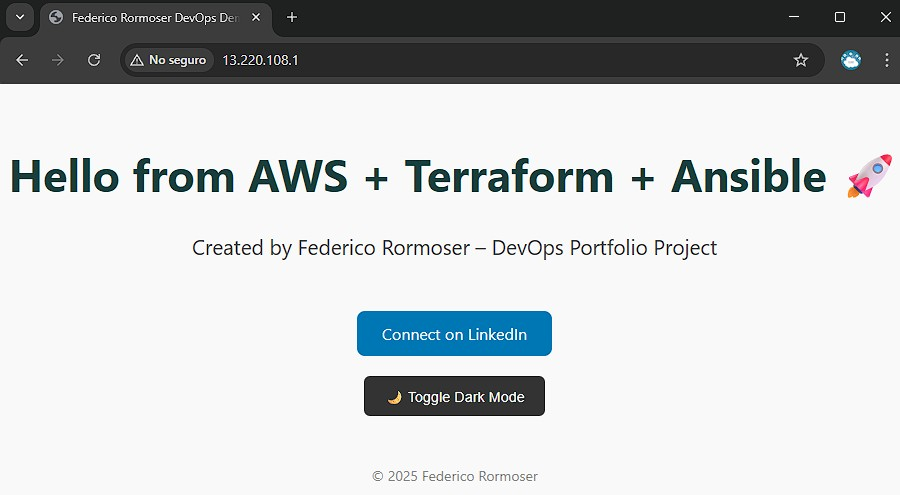 Federico Rormoser DevOps Den
No seguro
13.220.108.1
Hello from AWS + Terraform + Ansible 🚀
Created by Federico Rormoser – DevOps Portfolio Project
Connect on LinkedIn
🌙 Toggle Dark Mode
© 2025 Federico Rormoser